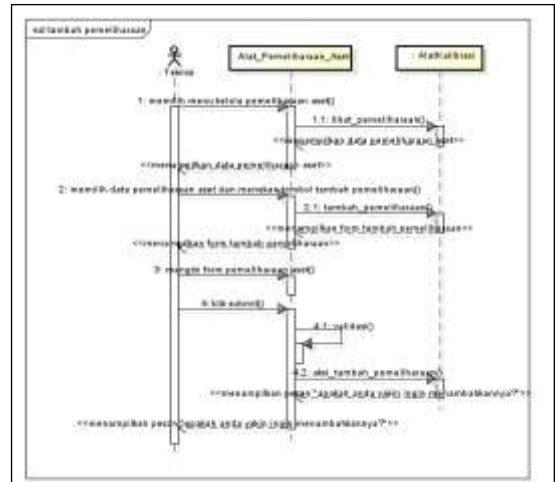 sd tambah pemeliharaan
Alat_Pemeliharaan_Aset
: AlatKalibrasi
: Teknisi
1: memilih menu kelola pemeliharaan aset()
1.1: lihat_pemeliharaan()
<<menampilkan data pemeliharaan aset>>
<<menampilkan data pemeliharaan aset>>
2: memilih data pemeliharaan aset dan menekan tombol tambah pemeliharaan()
2.1: tambah_pemeliharaan()
<<menampilkan form tambah pemeliharaan>>
<<menampilkan form tambah pemeliharaan>>
3: mengisi form pemeliharaan aset()
4: klik submit()
4.1: validasi()
4.2: aksi_tambah_pemeliharaan()
<<menampilkan pesan "apakah anda yakin ingin menambahkannya?">>
<<menampilkan pesan "apakah anda yakin ingin menambahkannya?">>